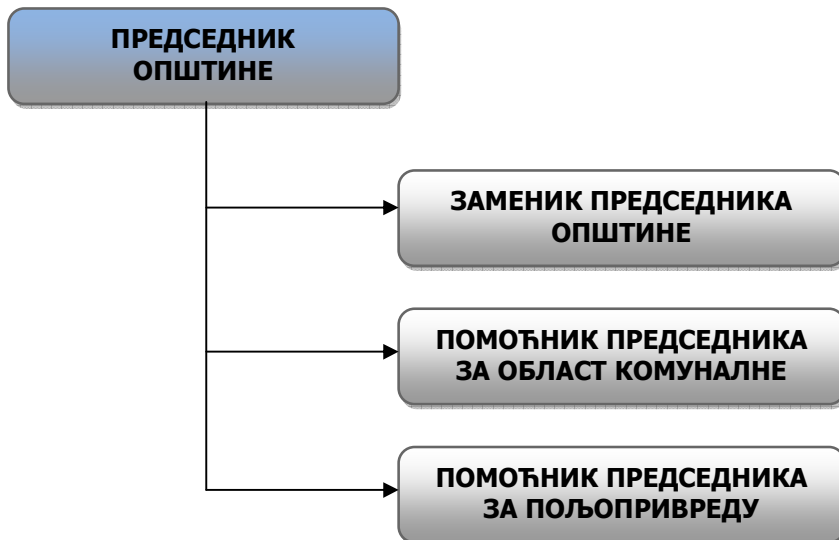 ПРЕДСЕДНИК
ОПШТИНЕ
ЗАМЕНИК ПРЕДСЕДНИКА
ОПШТИНЕ
ПОМОЋНИК ПРЕДСЕДНИКА
ЗА ОБЛАСТ КОМУНАЛНЕ
ПОМОЋНИК ПРЕДСЕДНИКА
ЗА ПОЉОПРИВРЕДУ